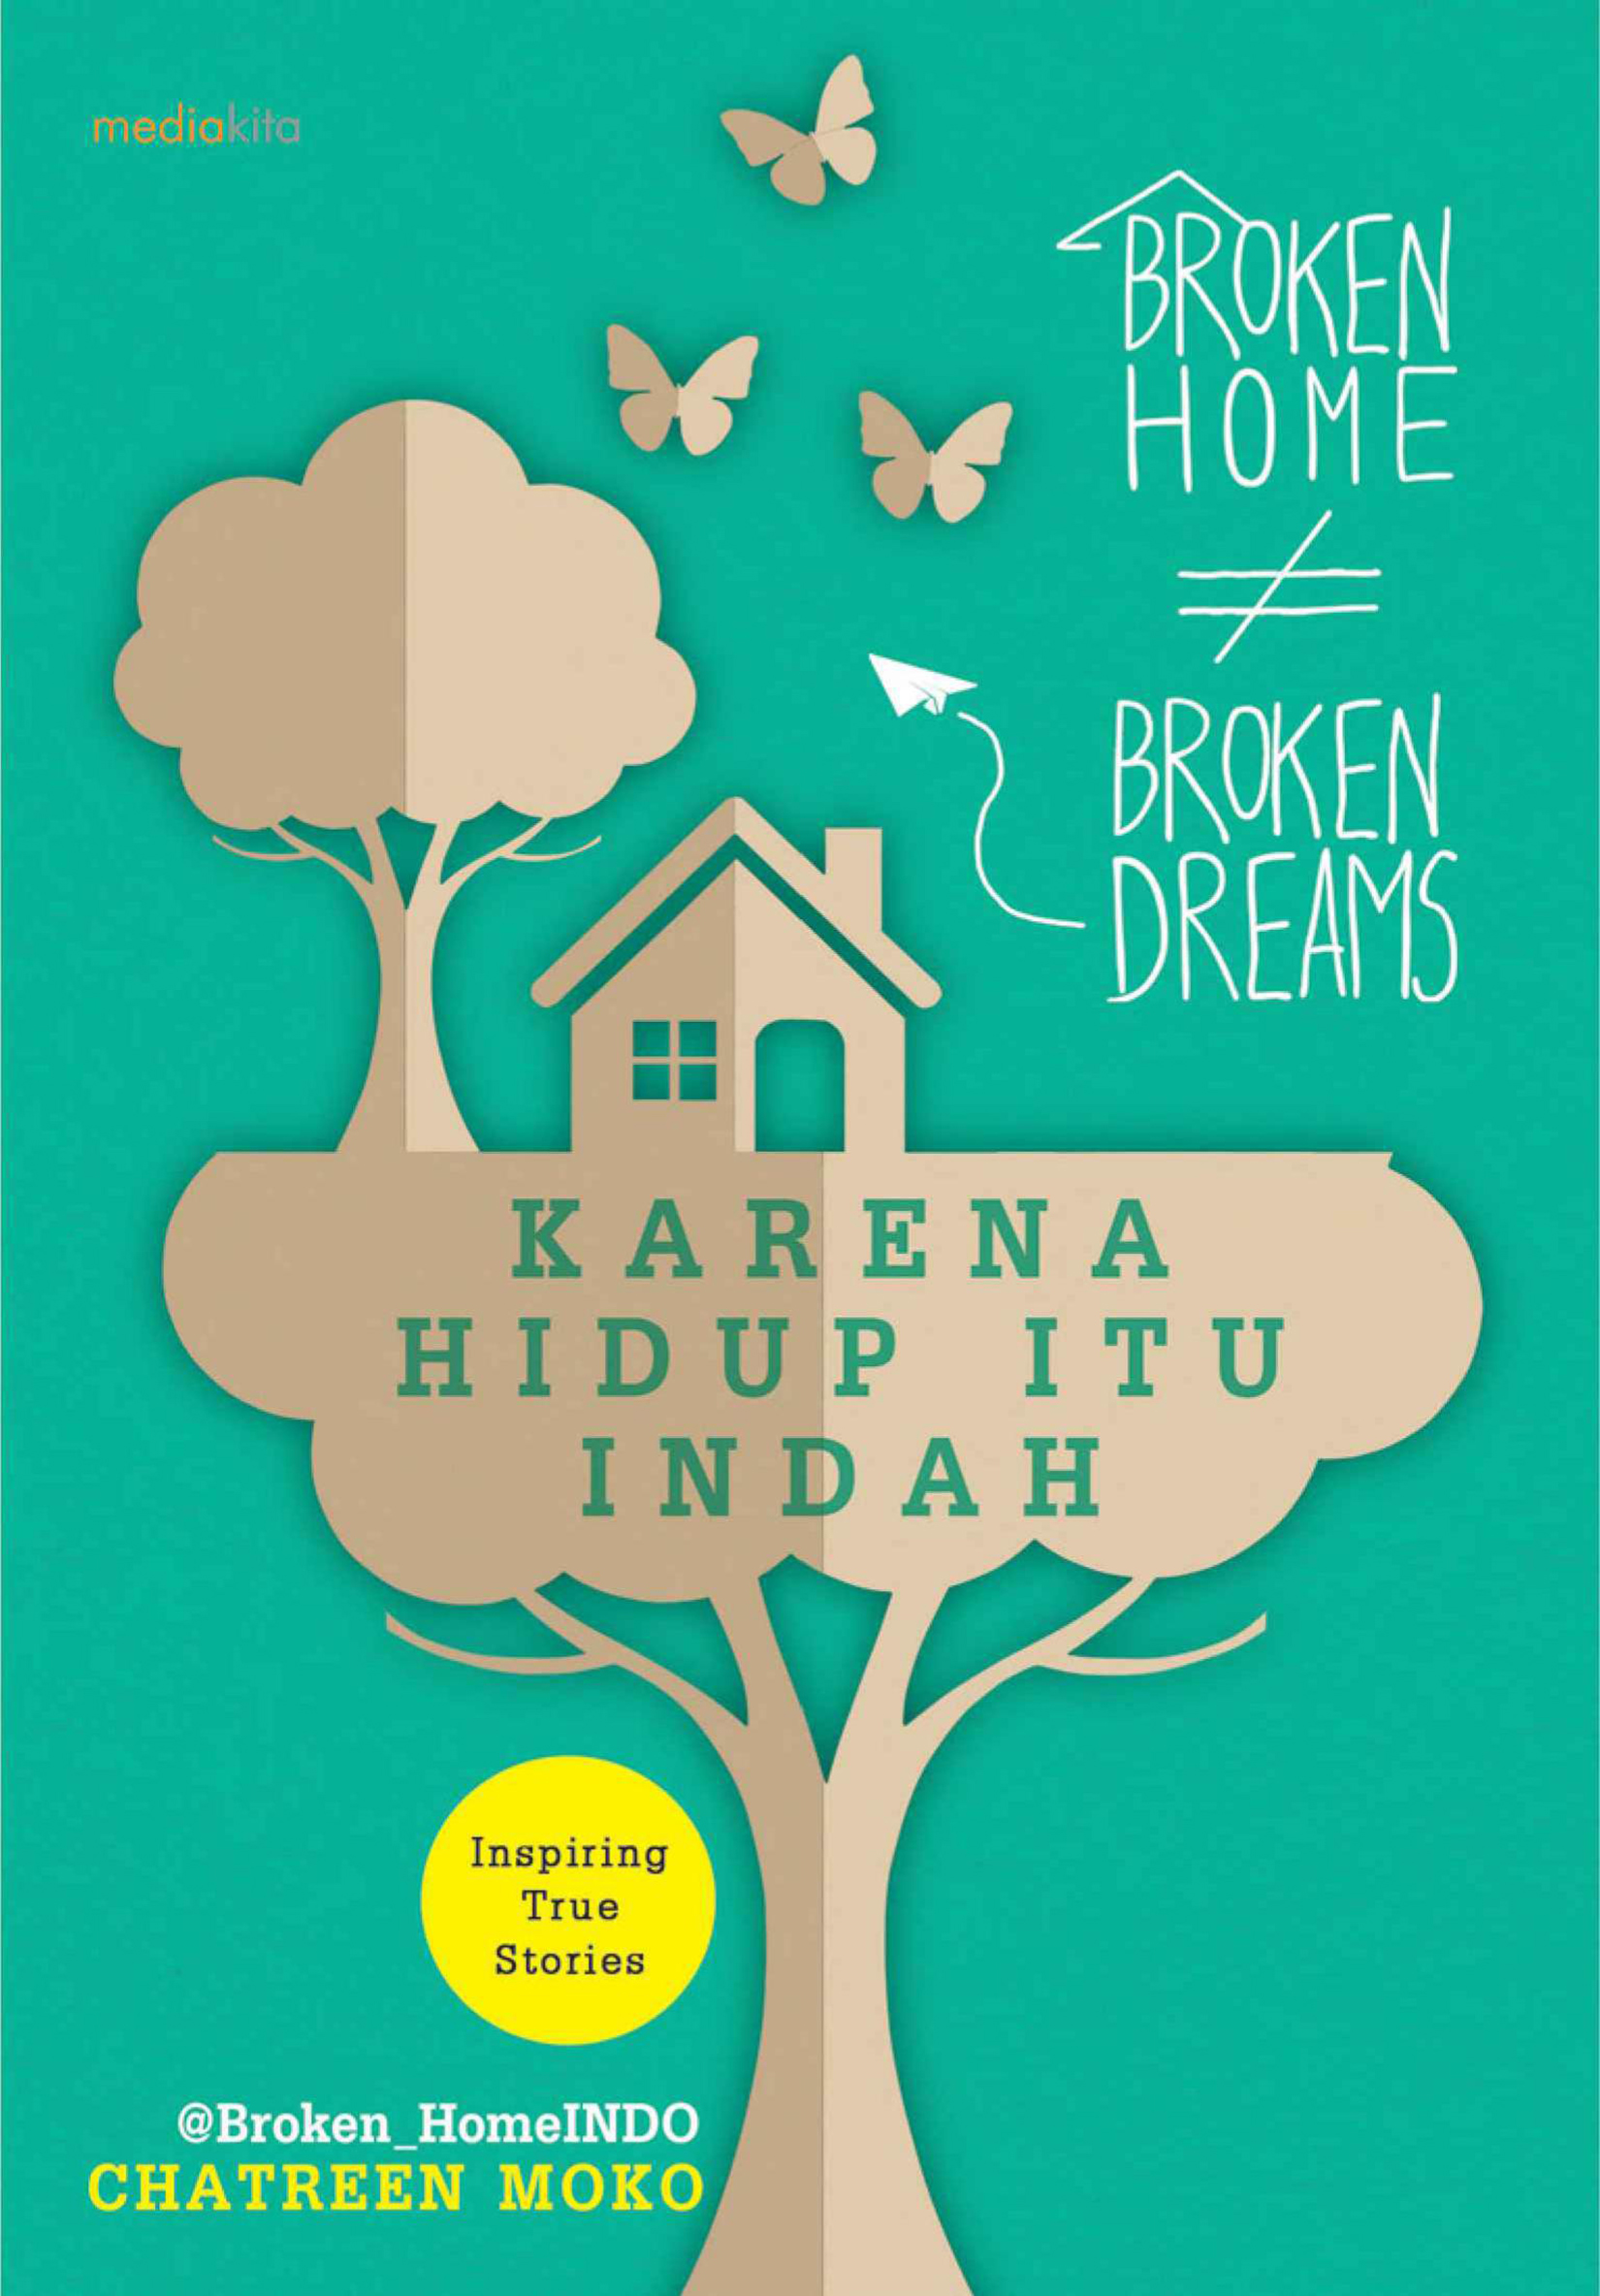 mediakita
BROKEN
HOME
≠
BROKEN
DREAMS
KARENA
HIDUP ITU
INDAH
Inspiring
True
Stories
@Broken_HomeINDO
CHATREEN MOKO